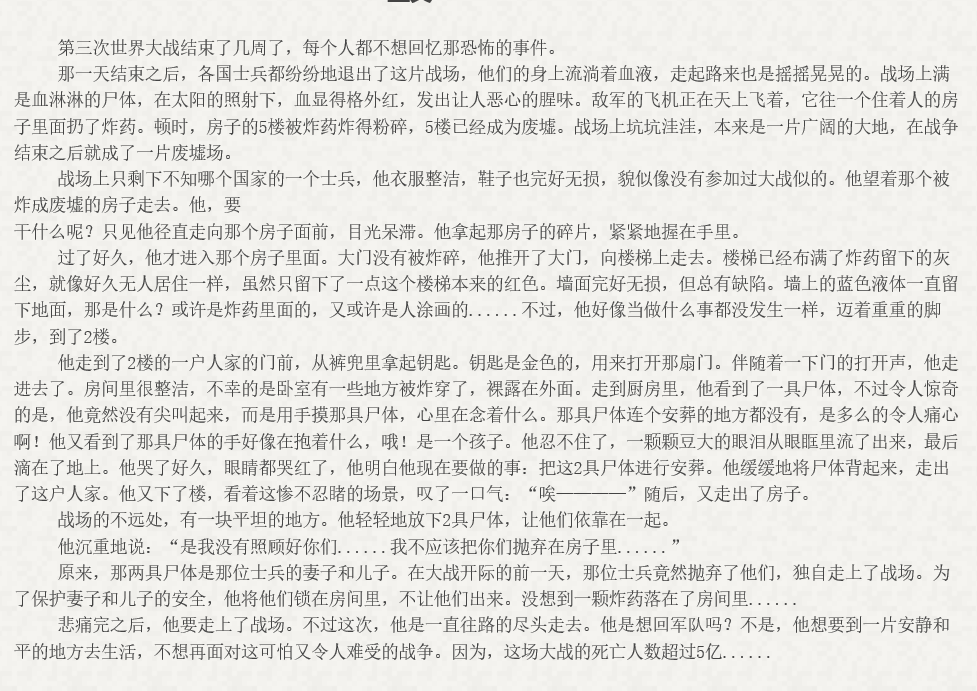 第三次世界大战结束了几周了，每个人都不想回忆那恐怖的事件。
那一天结束之后，各国士兵都纷纷地退出了这片战场，他们的身上流淌着血液，走起路来也是摇摇晃晃的。战场上满
是血淋淋的尸体，在太阳的照射下，血显得格外红，发出让人恶心的腥味。敌军的飞机正在天上飞着，它往一个住着人的房
子里面扔了炸药。顿时，房子的5楼被炸药炸得粉碎，5楼已经成为废墟。战场上坑坑洼洼，本来是一片广阔的大地，在战争
结束之后就成了一片废墟场。
战场上只剩下不知哪个国家的一个士兵，他衣服整洁，鞋子也完好无损，貌似像没有参加过大战似的。他望着那个被
炸成废墟的房子走去。他，要
干什么呢？只见他径直走向那个房子面前，目光呆滞。他拿起那房子的碎片，紧紧地握在手里。
过了好久，他才进入那个房子里面。大门没有被炸碎，他推开了大门，向楼梯上走去。楼梯已经布满了炸药留下的灰
尘，就像好久无人居住一样，虽然只留下了一点这个楼梯本来的红色。墙面完好无损，但总有缺陷。墙上的蓝色液体一直留
下地面，那是什么？或许是炸药里面的，又或许是人涂画的......不过，他好像当做什么事都没发生一样，迈着重重的脚
步，到了2楼。
他走到了2楼的一户人家的门前，从裤兜里拿起钥匙。钥匙是金色的，用来打开那扇门。伴随着一下门的打开声，他走
进去了。房间里很整洁，不幸的是卧室有一些地方被炸穿了，裸露在外面。走到厨房里，他看到了一具尸体，不过令人惊奇
的是，他竟然没有尖叫起来，而是用手摸那具尸体，心里在念着什么。那具尸体连个安葬的地方都没有，是多么的令人痛心
啊！他又看到了那具尸体的手好像在抱着什么，哦！是一个孩子。他忍不住了，一颗颗豆大的眼泪从眼眶里流了出来，最后
滴在了地上。他哭了好久，眼睛都哭红了，他明白他现在要做的事：把这2具尸体进行安葬。他缓缓地将尸体背起来，走出
了这户人家。他又下了楼，看着这惨不忍睹的场景，叹了一口气：“唉————”随后，又走出了房子。
战场的不远处，有一块平坦的地方。他轻轻地放下2具尸体，让他们依靠在一起。
他沉重地说：“是我没有照顾好你们......我不应该把你们抛弃在房子里......”
原来，那两具尸体是那位士兵的妻子和儿子。在大战开际的前一天，那位士兵竟然抛弃了他们，独自走上了战场。为
了保护妻子和儿子的安全，他将他们锁在房间里，不让他们出来。没想到一颗炸药落在了房间里......
悲痛完之后，他要走上了战场。不过这次，他是一直往路的尽头走去。他是想回军队吗？不是，他想要到一片安静和
平的地方去生活，不想再面对这可怕又令人难受的战争。因为，这场大战的死亡人数超过5亿......